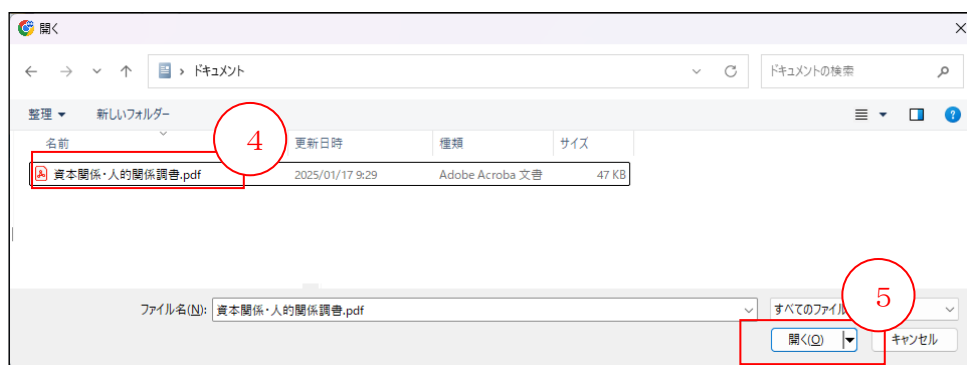 開く
ドキュメント
ドキュメントの検索
整理
新しいフォルダー
名前
更新日時
種類
サイズ
4
資本関係・人的関係調書.pdf
2025/01/17 9:29
Adobe Acroba 文書
47 KB
ファイル名(N):
資本関係・人的関係調書.pdf
すべてのファイル
5
開く(O)
キャンセル